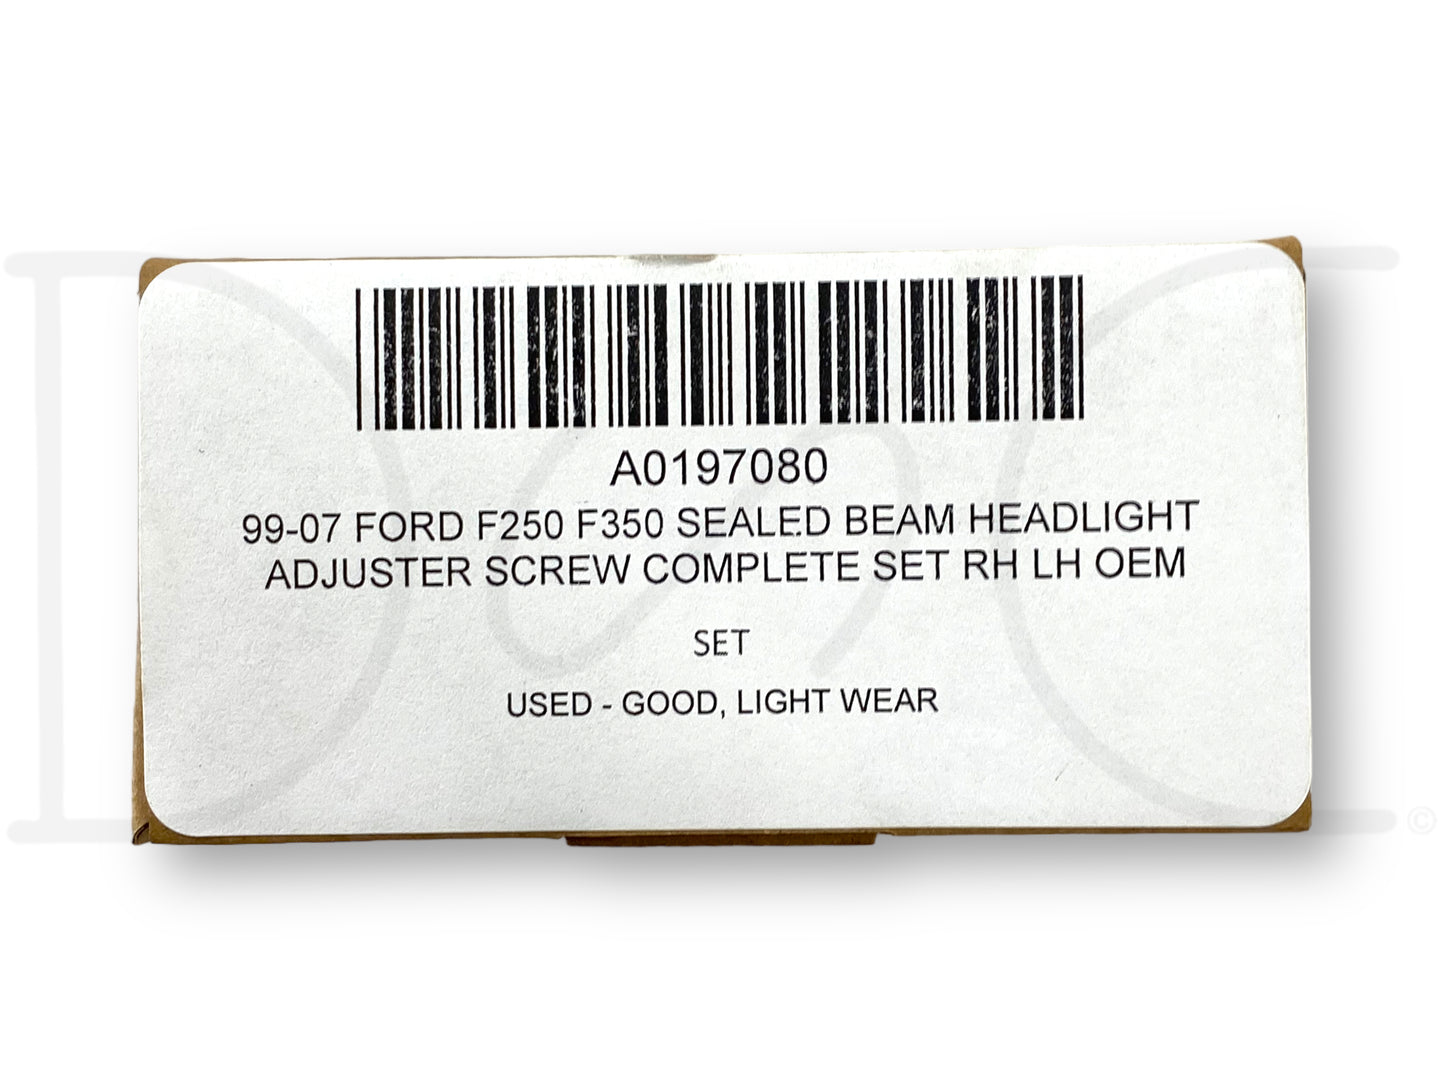 A0197080
99-07 FORD F250 F350 SEALED BEAM HEADLIGHT
ADJUSTER SCREW COMPLETE SET RH LH OEM
SET
USED - GOOD, LIGHT WEAR
©